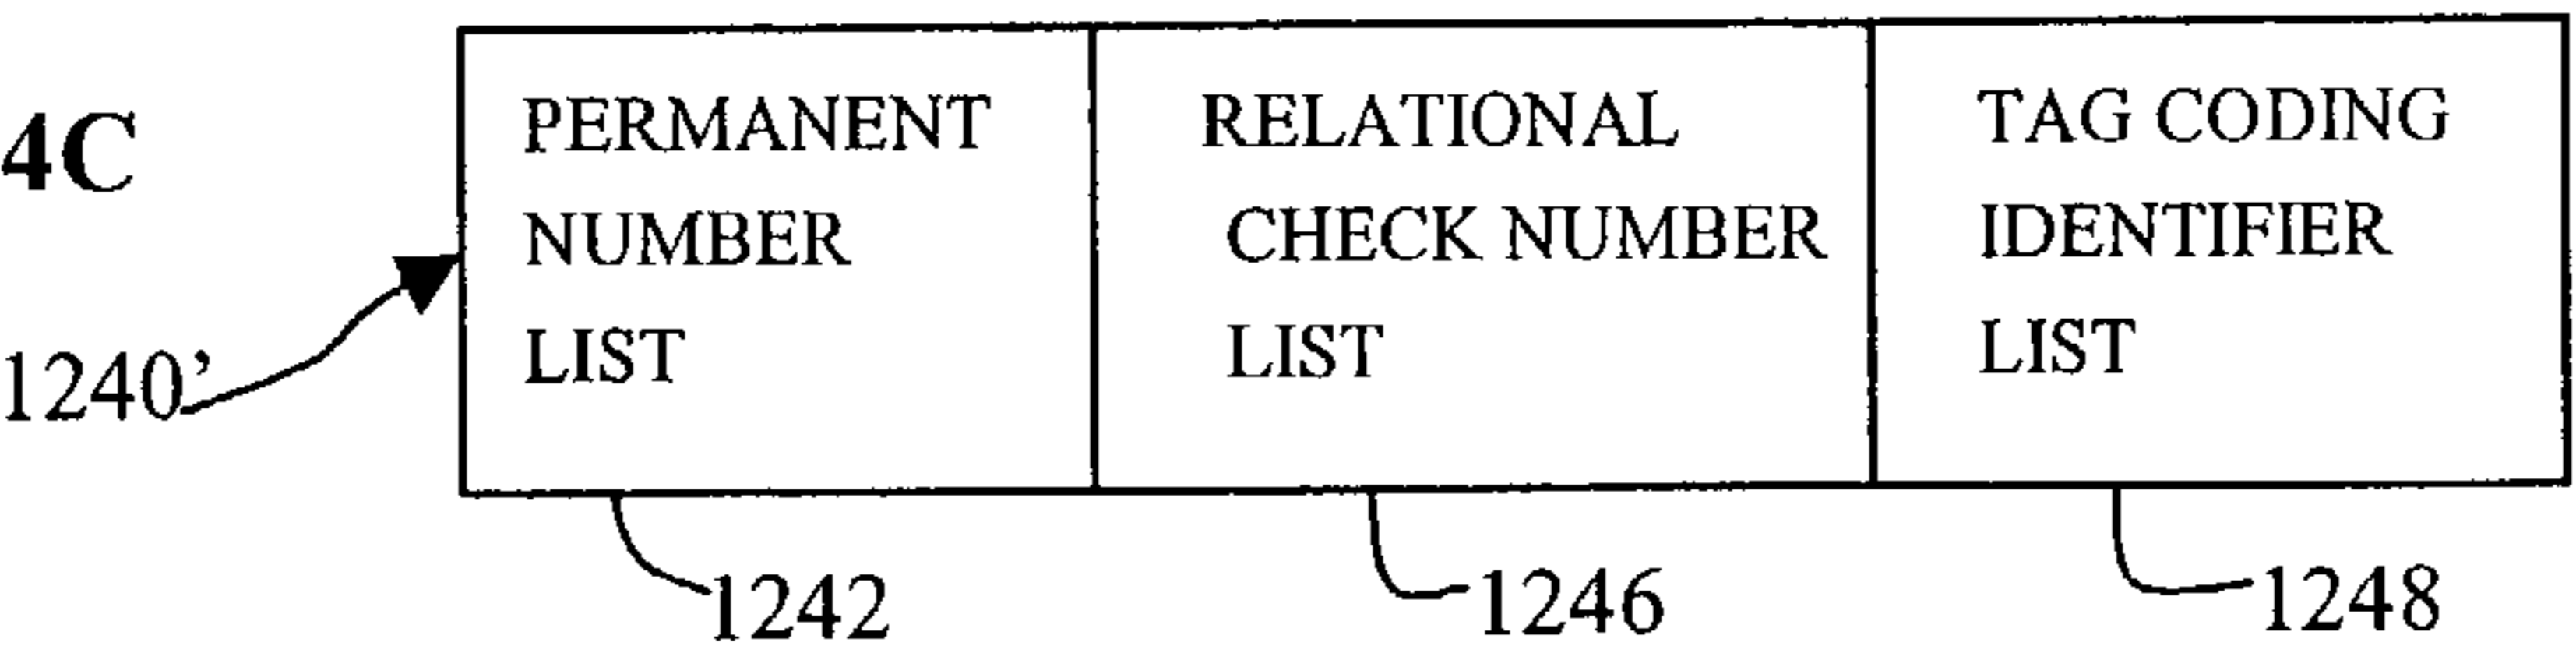 4C
1240’
PERMANENT
NUMBER
LIST
RELATIONAL
CHECK NUMBER
LIST
TAG CODING
IDENTIFIER
LIST
1242
1246
1248